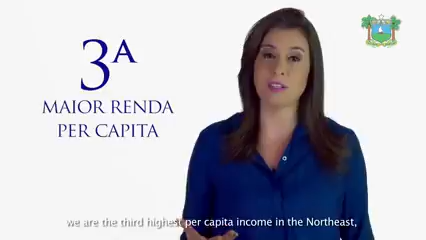 3ª
MAIOR RENDA
PER CAPITA
we are the third highest per capita income in the Northeast,